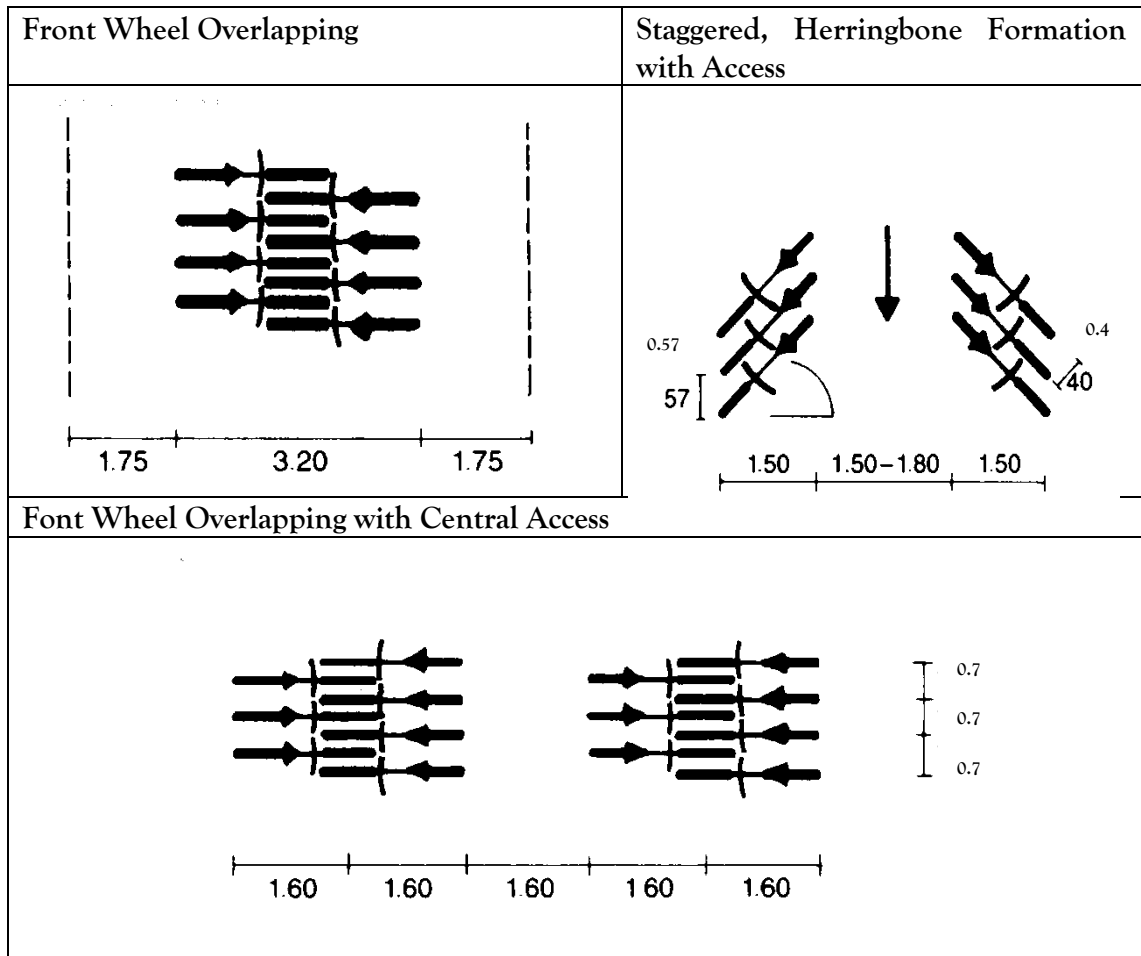 Front Wheel Overlapping
Staggered, Herringbone Formation
with Access
1.75 3.20 1.75
0.57
57
0.4
40
1.50 1.50–1.80 1.50
Font Wheel Overlapping with Central Access
0.7
0.7
0.7
1.60 1.60 1.60 1.60 1.60